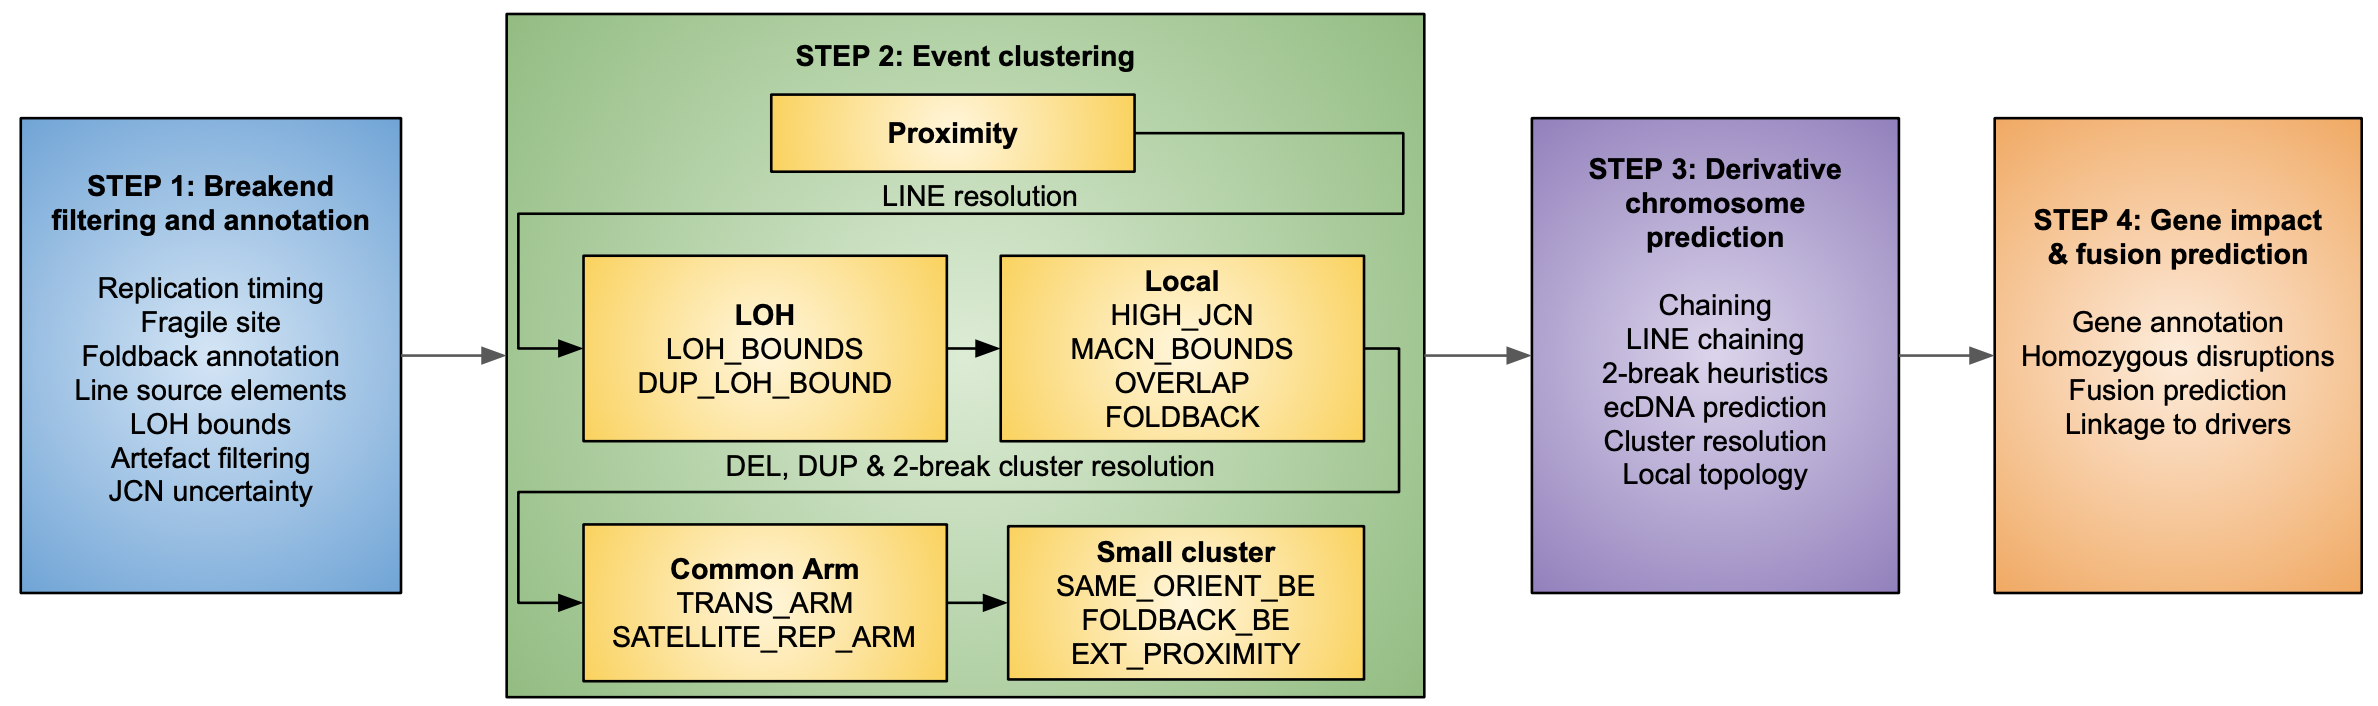 STEP 1: Breakend
filtering and annotation
Replication timing
Fragile site
Foldback annotation
Line source elements
LOH bounds
Artefact filtering
JCN uncertainty
STEP 2: Event clustering
Proximity
LINE resolution
LOH
LOH_BOUNDS
DUP_LOH_BOUND
Local
HIGH_JCN
MACN_BOUNDS
OVERLAP
FOLDBACK
DEL, DUP & 2-break cluster resolution
Common Arm
TRANS_ARM
SATELLITE_REP_ARM
Small cluster
SAME_ORIENT_BE
FOLDBACK_BE
EXT_PROXIMITY
STEP 3: Derivative
chromosome
prediction
Chaining
LINE chaining
2-break heuristics
ecDNA prediction
Cluster resolution
Local topology
STEP 4: Gene impact
& fusion prediction
Gene annotation
Homozygous disruptions
Fusion prediction
Linkage to drivers